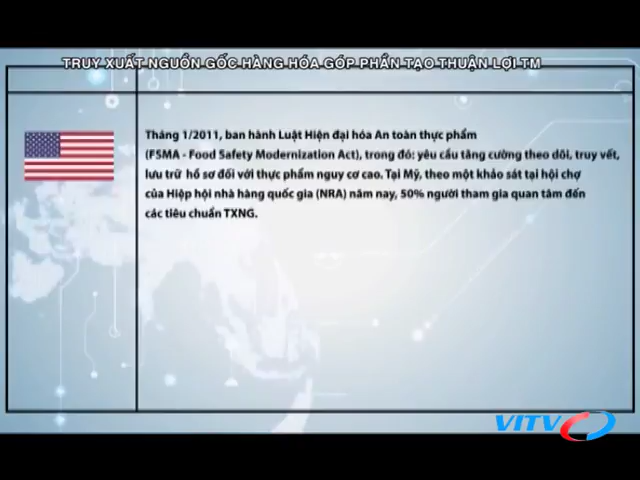 TRUY XUẤT NGUỒN GỐC HÀNG HÓA GÓP PHẦN TẠO THUẬN LỢI TM
Tháng 1/2011, ban hành Luật Hiện đại hóa An toàn thực phẩm
(FSMA - Food Safety Modernization Act), trong đó: yêu cầu tăng cường theo dõi, truy vết,
lưu trữ hồ sơ đối với thực phẩm nguy cơ cao. Tại Mỹ, theo một khảo sát tại hội chợ
của Hiệp hội nhà hàng quốc gia (NRA) năm nay, 50% người tham gia quan tâm đến
các tiêu chuẩn TXNG.
VITV